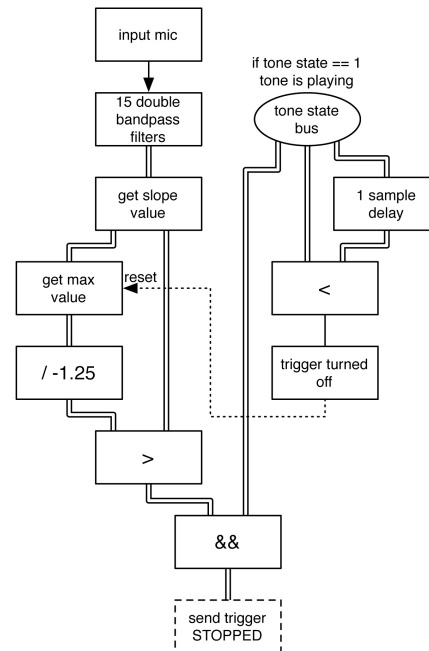 input mic
if tone state == 1
tone is playing
15 double
bandpass
filters
tone state
bus
get slope
value
1 sample
delay
get max
value
reset
<
/ -1.25
trigger turned
off
>
&&
send trigger
STOPPED